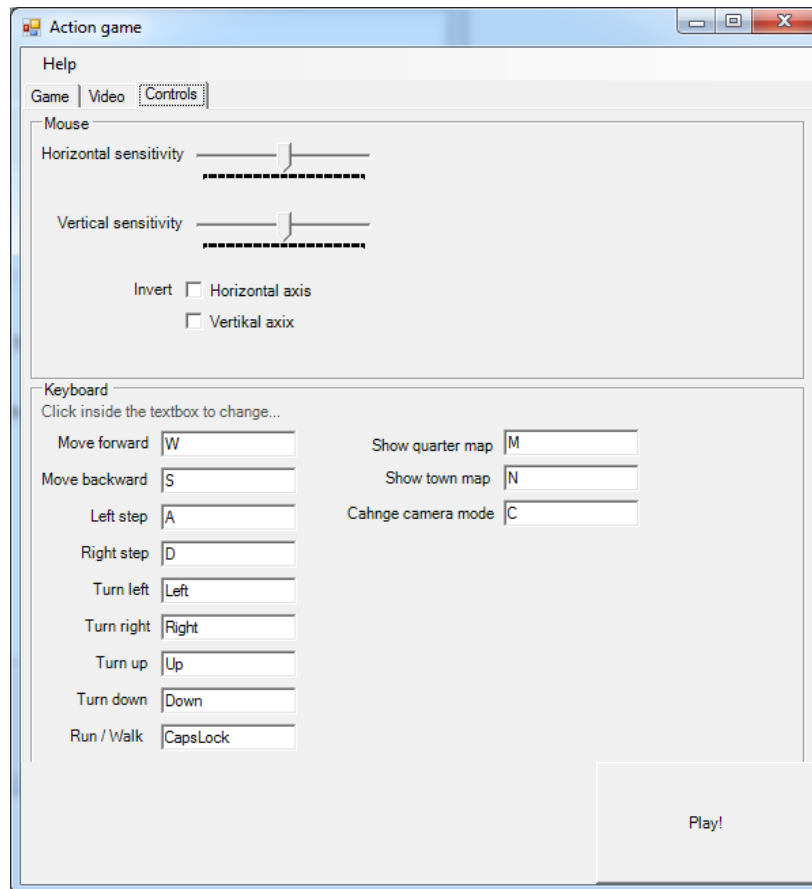 Action game
Help
Game Video Controls
Mouse
Horizontal sensitivity
Vertical sensitivity
Invert Horizontal axis
Vertikal axix
Keyboard
Click inside the textbox to change...
Move forward W
Move backward S
Left step A
Right step D
Turn left Left
Turn right Right
Turn up Up
Turn down Down
Run / Walk CapsLock
Show quarter map M
Show town map N
Cahnge camera mode C
Play!